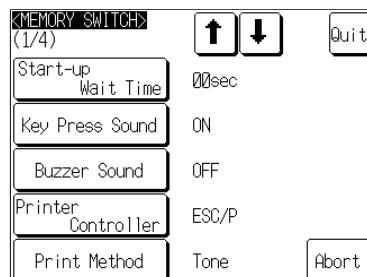 <MEMORY SWITCH>
(1/4)
Quit
Start-up
Wait Time
00sec
Key Press Sound
ON
Buzzer Sound
OFF
Printer
Controller
ESC/P
Print Method
Tone
Abort